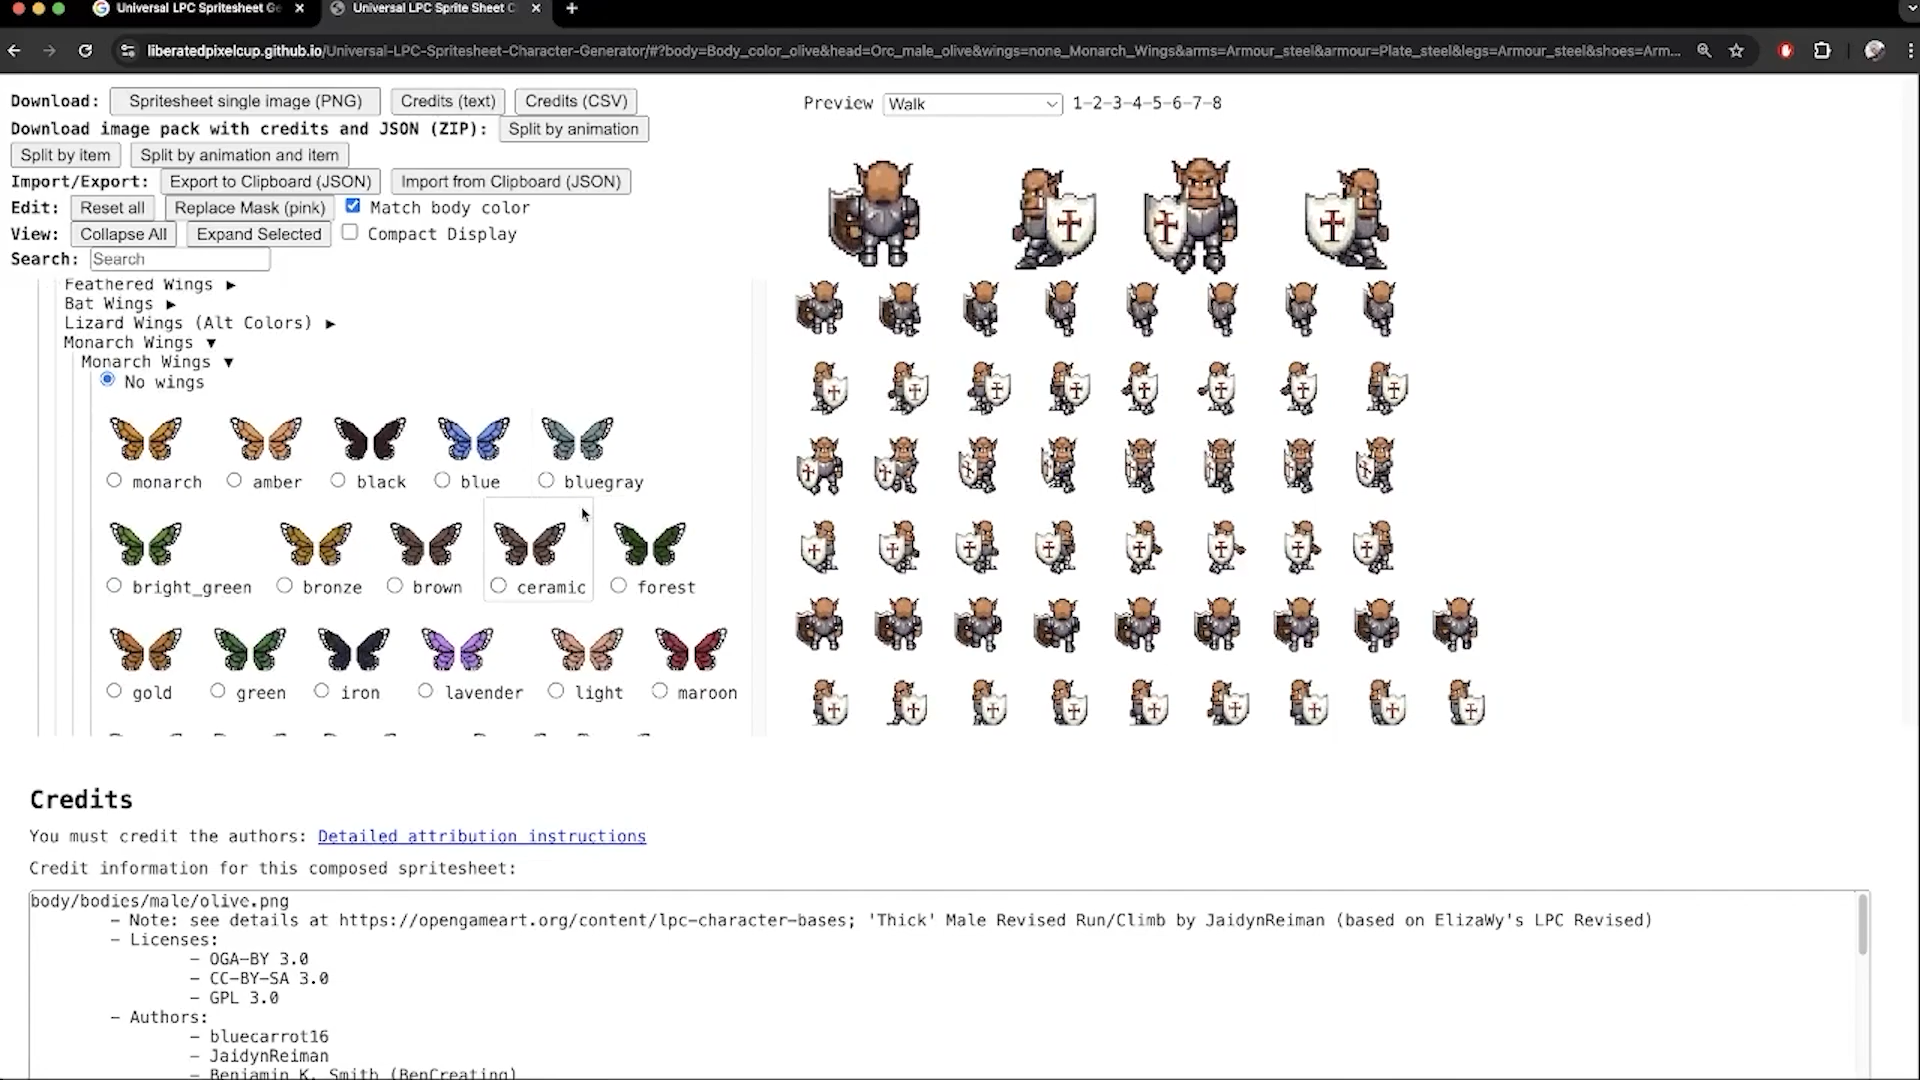 Universal LPC Spritesheet Ge
Universal LPC Sprite Sheet C
liberatedpixelcup.github.io/Universal-LPC-Spritesheet-Character-Generator/#?body=Body_color_olive&head=Orc_male_olive&wings=none_Monarch_Wings&arms=Armour_steel&armour=Plate_steel&legs=Armour_steel&shoes=Arm...
Download: Spritesheet single image (PNG) Credits (text) Credits (CSV)
Download image pack with credits and JSON (ZIP): Split by animation
Split by item Split by animation and item
Import/Export: Export to Clipboard (JSON) Import from Clipboard (JSON)
Edit: Reset all Replace Mask (pink) Match body color
View: Collapse All Expand Selected Compact Display
Search: Search
Preview Walk 1-2-3-4-5-6-7-8
Feathered Wings ▶
Bat Wings ▶
Lizard Wings (Alt Colors) ▶
Monarch Wings ▼
Monarch Wings ▼
No wings
monarch amber black blue bluegray
bright_green bronze brown ceramic forest
gold green iron lavender light maroon
Credits
You must credit the authors: Detailed attribution instructions
Credit information for this composed spritesheet:
body/bodies/male/olive.png
- Note: see details at https://opengameart.org/content/lpc-character-bases; 'Thick' Male Revised Run/Climb by JaidynReiman (based on ElizaWy's LPC Revised)
- Licenses:
- OGA-BY 3.0
- CC-BY-SA 3.0
- GPL 3.0
- Authors:
- bluecarrot16
- JaidynReiman
- Benjamin K. Smith (BenCreating)